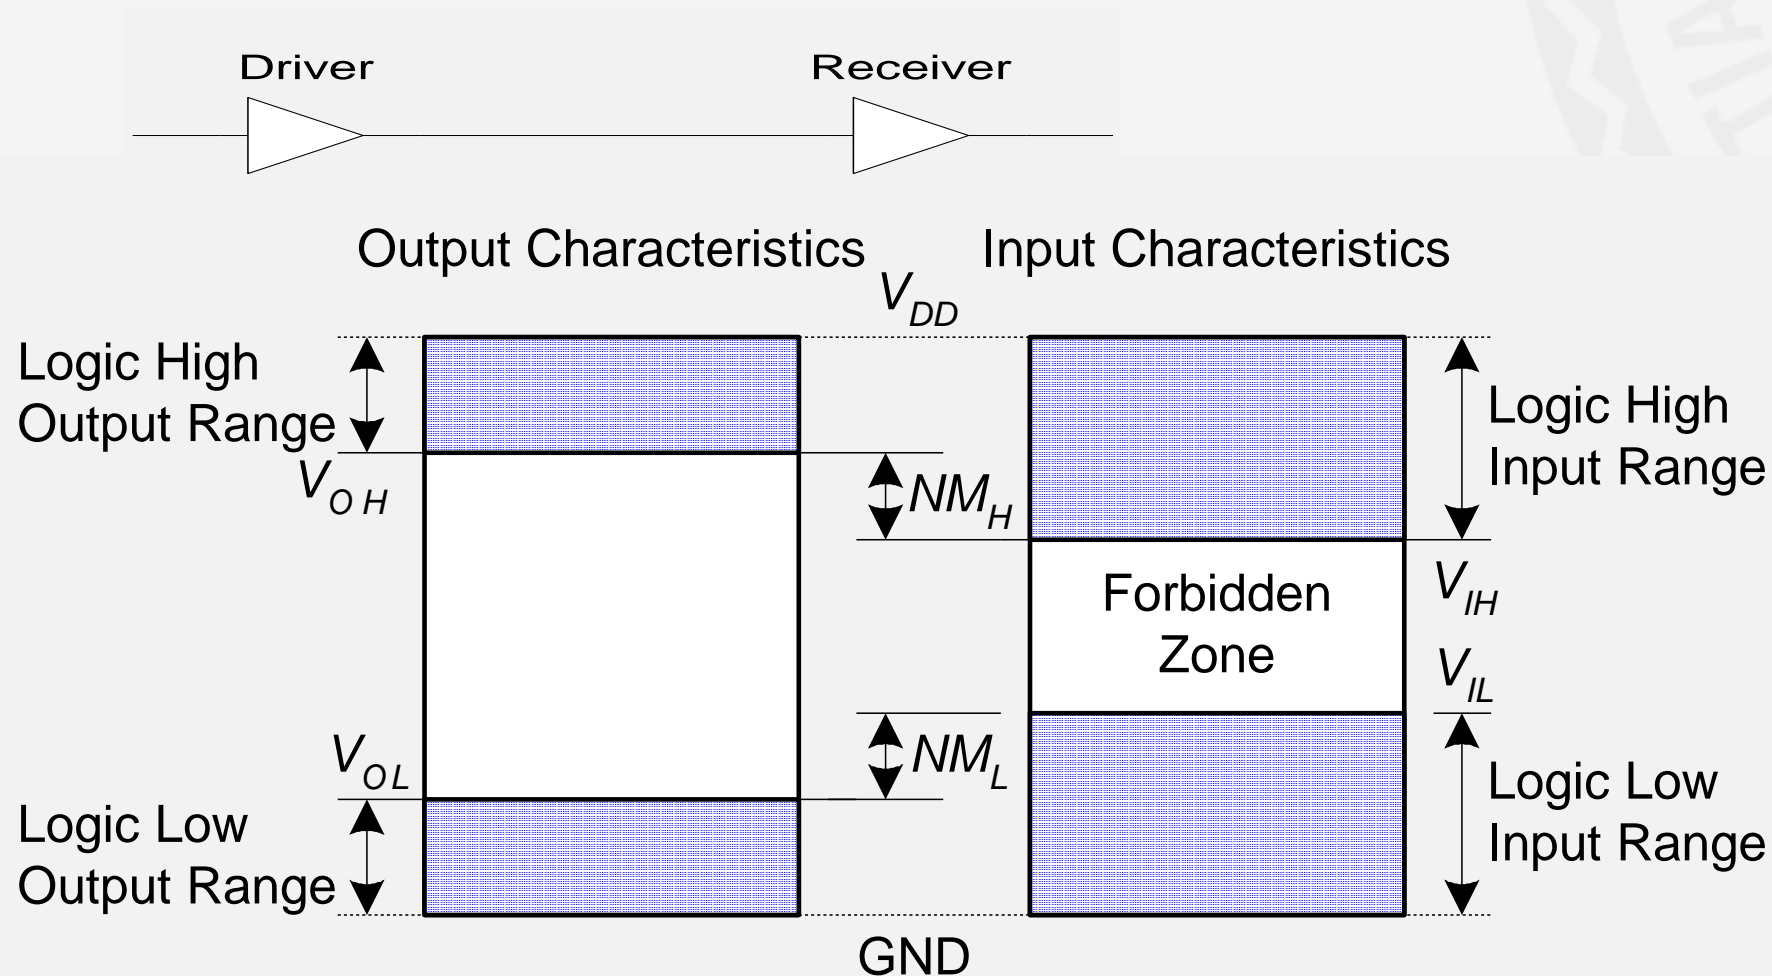 Driver
Receiver
Output Characteristics
Input Characteristics
V_DD
Logic High
Output Range
V_OH
NM_H
Logic High
Input Range
Forbidden
Zone
V_IH
V_IL
V_OL
NM_L
Logic Low
Output Range
Logic Low
Input Range
GND